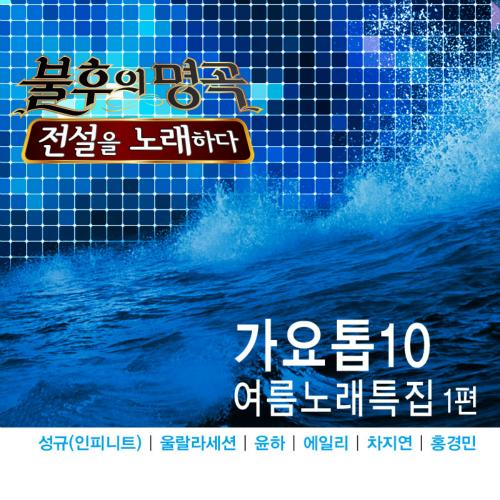 불후의 명곡
전설을 노래하다
가요톱10
여름노래특집 1편
성규(인피니트) | 울랄라세션 | 윤하 | 에일리 | 차지연 | 홍경민